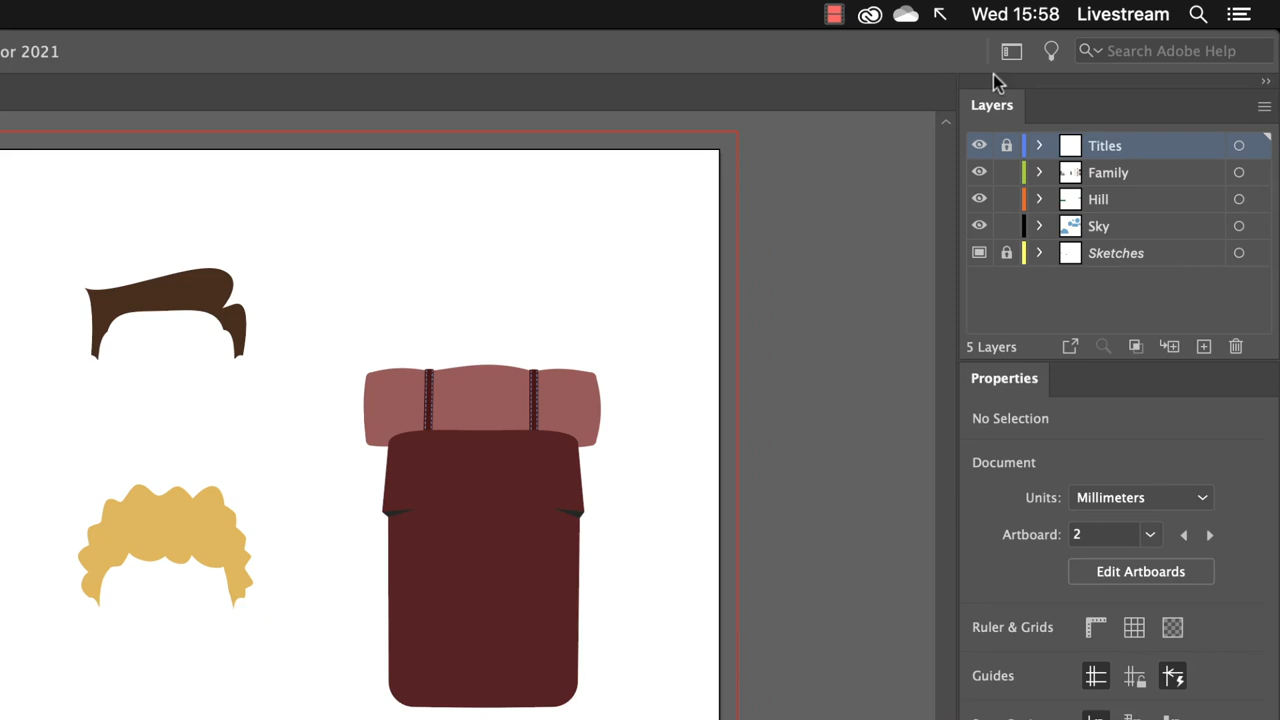 Wed 15:58 Livestream
or 2021
Search Adobe Help
Layers
Titles
Family
Hill
Sky
Sketches
5 Layers
Properties
No Selection
Document
Units: Millimeters
Artboard: 2
Edit Artboards
Ruler & Grids
Guides